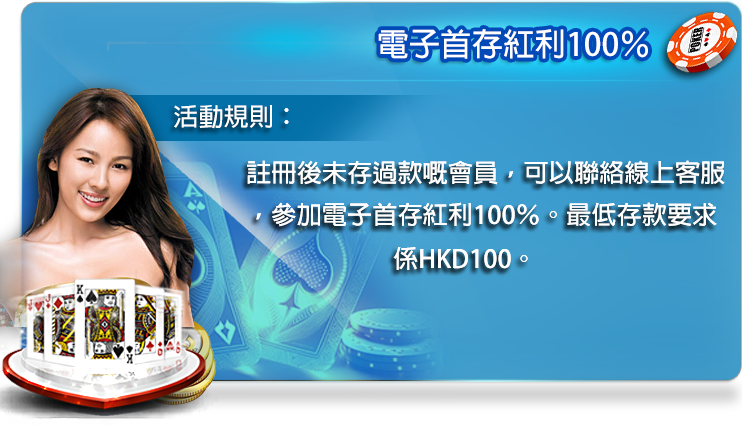 電子首存紅利100%
POKER
活動規則：
註冊後未存過款嘅會員，可以聯絡線上客服
，參加電子首存紅利100%。最低存款要求
係HKD100。
A
J J K Q A
K